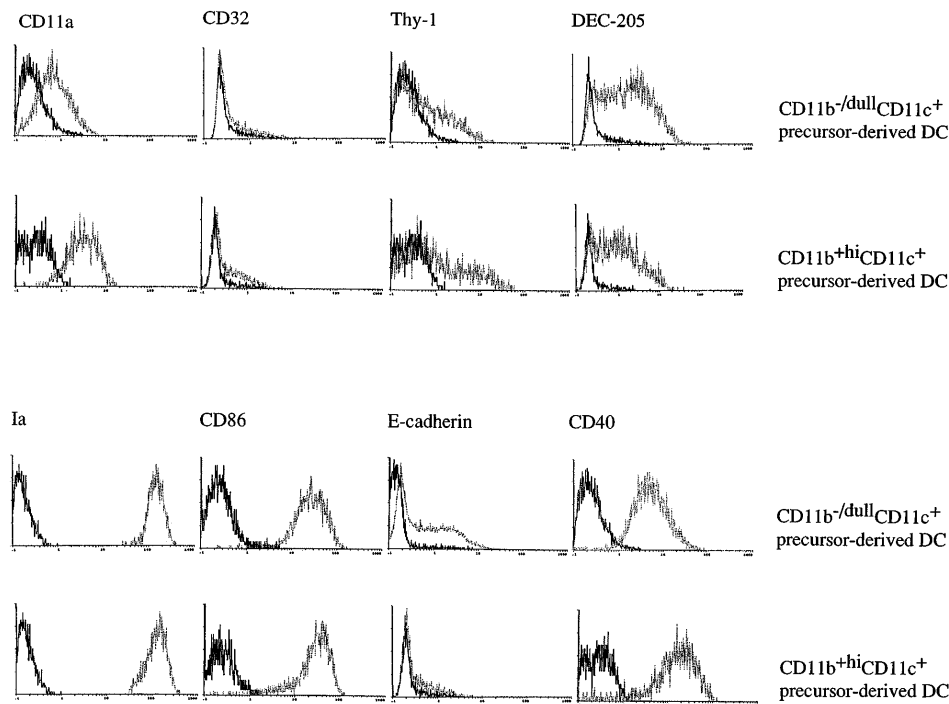 CD11a CD32 Thy-1 DEC-205
CD11b-/dullCD11c+
precursor-derived DC
CD11b+hiCD11c+
precursor-derived DC
Ia CD86 E-cadherin CD40
CD11b-/dullCD11c+
precursor-derived DC
CD11b+hiCD11c+
precursor-derived DC